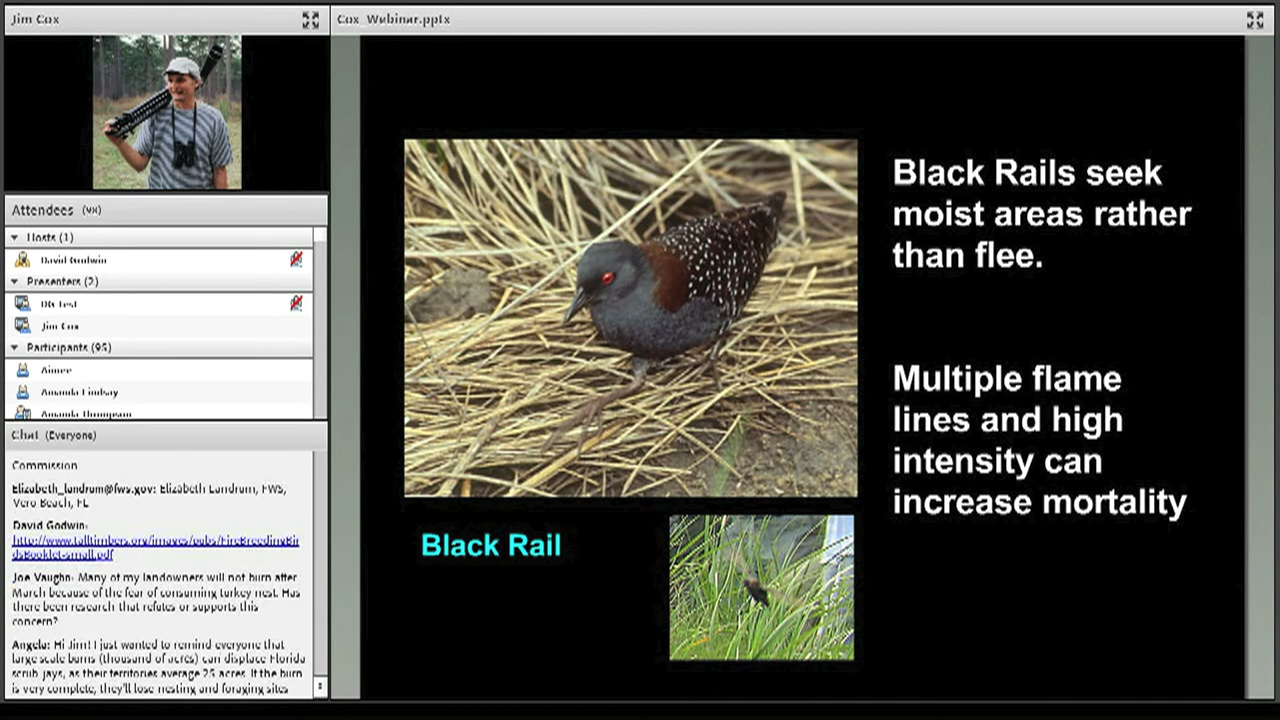 Jim Cox
Cox_Webinar.pptx
Attendees (98)
Hosts (1)
David Godwin
Presenters (2)
DG Test
Jim Cox
Participants (95)
Aimee
Amanda Lindsay
Amanda Thompson
Chat (Everyone)
Commission
Elizabeth_landrum@fws.gov: Elizabeth Landrum, FWS,
Vero Beach, FL
David Godwin:
http://www.talltimbers.org/images/pubs/FireBreedingBir
dsBooklet-small.pdf
Joe Vaughn: Many of my landowners will not burn after
March because of the fear of consuming turkey nest. Has
there been research that refutes or supports this
concern?
Angela: Hi Jim! I just wanted to remind everyone that
large scale burns (thousand of acres) can displace Florida
scrub jays, as their territories average 25 acres. If the burn
is very complete, they'll lose nesting and foraging sites
Black Rails seek
moist areas rather
than flee.
Multiple flame
lines and high
intensity can
increase mortality
Black Rail